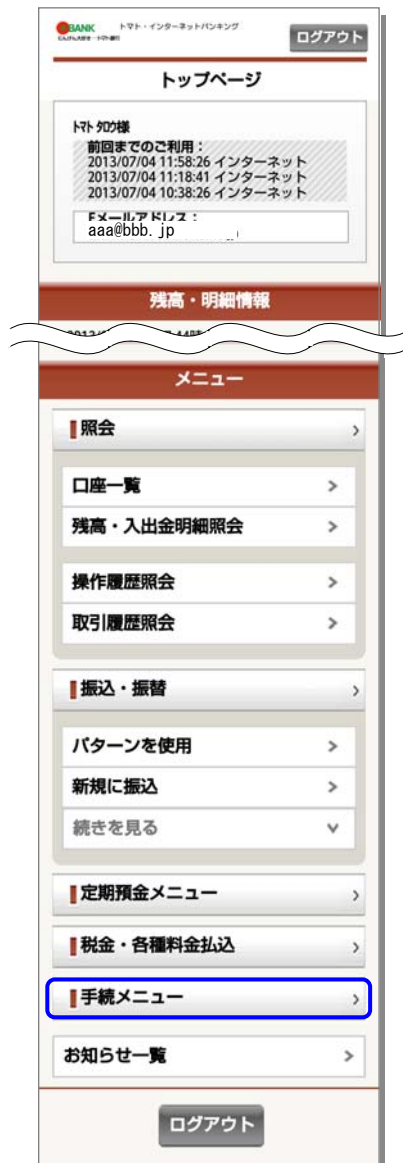 BANK
トマト・インターネットバンキング
ログアウト
トップページ
トマト タロウ様
前回までのご利用：
2013/07/04 11:58:26 インターネット
2013/07/04 11:18:41 インターネット
2013/07/04 10:38:26 インターネット
Eメールアドレス：
aaa@bbb.jp
残高・明細情報
メニュー
照会
口座一覧
残高・入出金明細照会
操作履歴照会
取引履歴照会
振込・振替
パターンを使用
新規に振込
続きを見る
定期預金メニュー
税金・各種料金払込
手続メニュー
お知らせ一覧
ログアウト